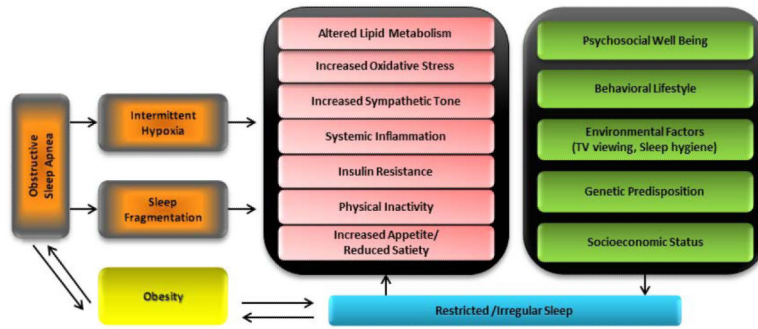 Obstructive
Sleep Apnea
Intermittent
Hypoxia
Sleep
Fragmentation
Obesity
Altered Lipid Metabolism
Increased Oxidative Stress
Increased Sympathetic Tone
Systemic Inflammation
Insulin Resistance
Physical Inactivity
Increased Appetite/
Reduced Satiety
Psychosocial Well Being
Behavioral Lifestyle
Environmental Factors
(TV viewing, Sleep hygiene)
Genetic Predisposition
Socioeconomic Status
Restricted /Irregular Sleep